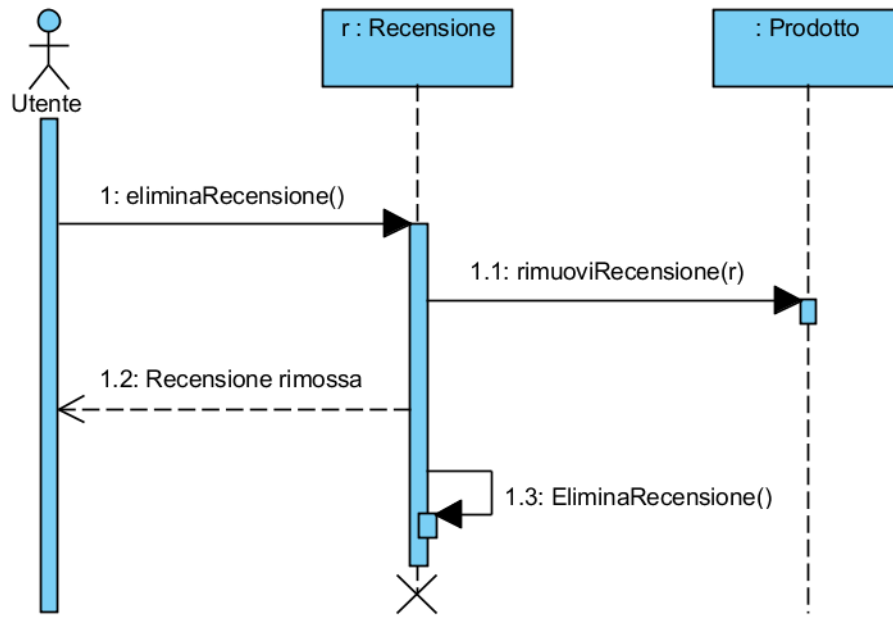 r : Recensione
: Prodotto
Utente
1: eliminaRecensione()
1.1: rimuoviRecensione(r)
1.2: Recensione rimossa
1.3: EliminaRecensione()